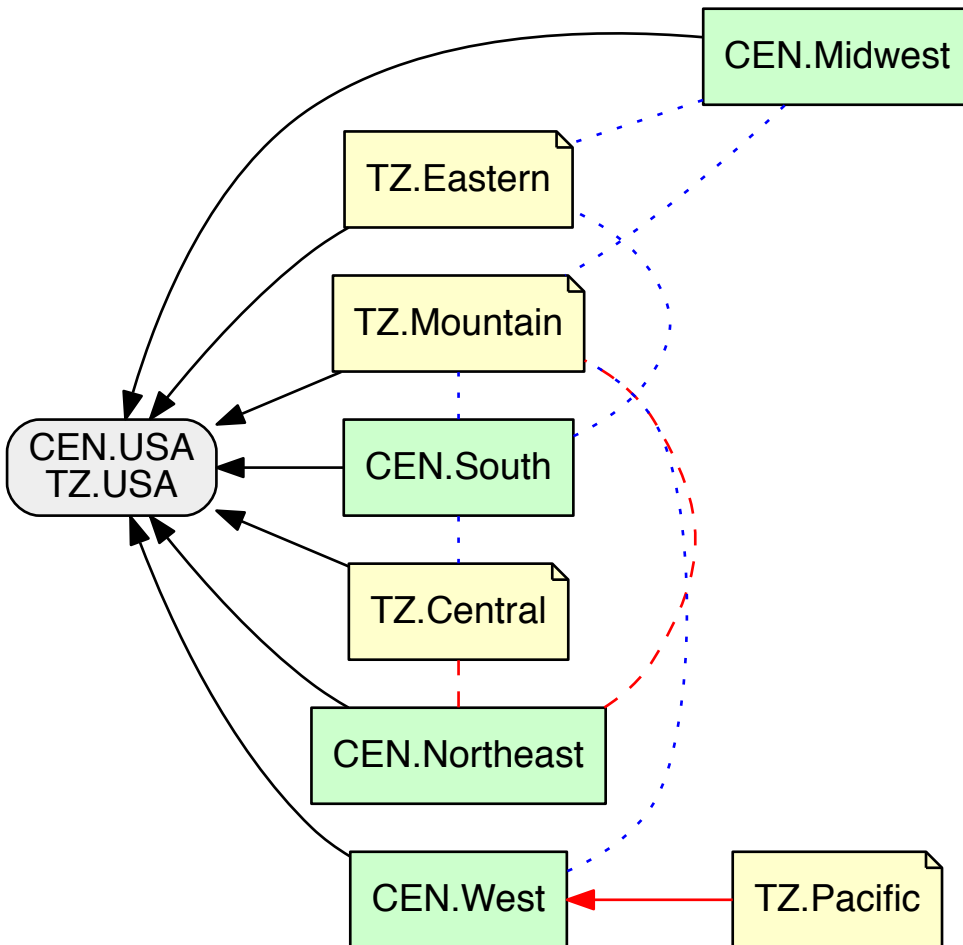 CEN.Midwest
TZ.Eastern
TZ.Mountain
CEN.USA
TZ.USA
CEN.South
TZ.Central
CEN.Northeast
CEN.West
TZ.Pacific